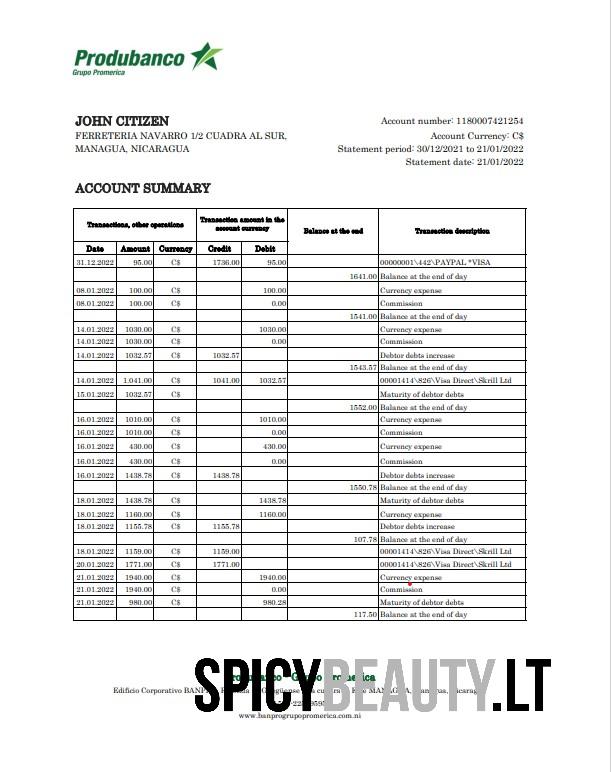 Produbanco
Grupo Promerica
JOHN CITIZEN
FERRETERIA NAVARRO 1/2 CUADRA AL SUR,
MANAGUA, NICARAGUA
Account number: 1180007421254
Account Currency: C$
Statement period: 30/12/2021 to 21/01/2022
Statement date: 21/01/2022
ACCOUNT SUMMARY
Transactions, other operations Transaction amount in the account currency Balance at the end Transaction description
Date Amount Currency Credit Debit
31.12.2022 95.00 C$ 1736.00 95.00 00000001\442\PAYPAL *VISA
1641.00 Balance at the end of day
08.01.2022 100.00 C$ 100.00 Currency expense
08.01.2022 100.00 C$ 0.00 Commission
1541.00 Balance at the end of day
14.01.2022 1030.00 C$ 1030.00 Currency expense
14.01.2022 1030.00 C$ 0.00 Commission
14.01.2022 1032.57 C$ 1032.57 Debtor debts increase
1543.57 Balance at the end of day
14.01.2022 1.041.00 C$ 1041.00 1032.57 00001414\826\Visa Direct\Skrill Ltd
15.01.2022 1032.57 C$ Maturity of debtor debts
1552.00 Balance at the end of day
16.01.2022 1010.00 C$ 1010.00 Currency expense
16.01.2022 1010.00 C$ 0.00 Commission
16.01.2022 430.00 C$ 430.00 Currency expense
16.01.2022 430.00 C$ 0.00 Commission
16.01.2022 1438.78 C$ 1438.78 Debtor debts increase
1550.78 Balance at the end of day
18.01.2022 1438.78 C$ 1438.78 Maturity of debtor debts
18.01.2022 1160.00 C$ 1160.00 Currency expense
18.01.2022 1155.78 C$ 1155.78 Debtor debts increase
107.78 Balance at the end of day
18.01.2022 1159.00 C$ 1159.00 00001414\826\Visa Direct\Skrill Ltd
20.01.2022 1771.00 C$ 1771.00 00001414\826\Visa Direct\Skrill Ltd
21.01.2022 1940.00 C$ 1940.00 Currency expense
21.01.2022 1940.00 C$ 0.00 Commission
21.01.2022 980.00 C$ 980.28 Maturity of debtor debts
117.50 Balance at the end of day
Produbanco Grupo Promerica
SPICYBEAUTY.LT
Edificio Corporativo
www.banprogrupopromerica.com.ni